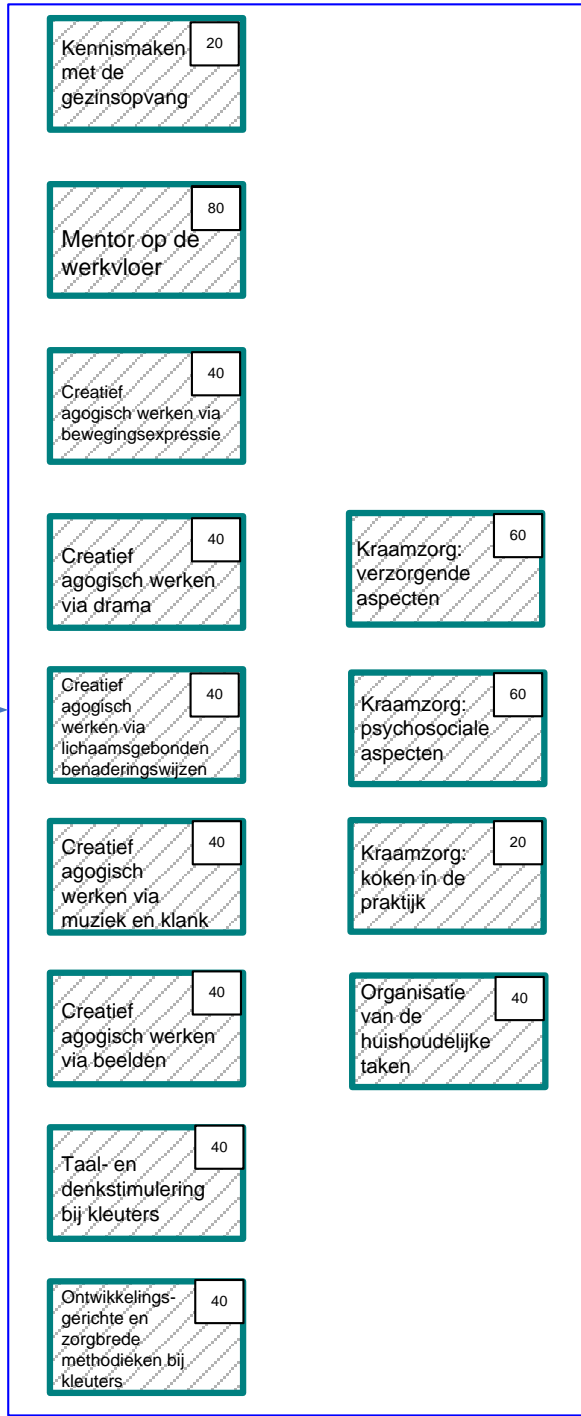 20
Kennismaken
met de
gezinsopvang
80
Mentor op de
werkvloer
40
Creatief
agogisch werken via
bewegingsexpressie
40
Creatief
agogisch werken
via drama
40
Creatief
agogisch
werken via
lichaamsgebonden
benaderingswijzen
40
Creatief
agogisch
werken via
muziek en klank
40
Creatief
agogisch werken
via beelden
40
Taal- en
denkstimulering
bij kleuters
40
Ontwikkelings-
gerichte en
zorgbrede
methodieken bij
kleuters
60
Kraamzorg:
verzorgende
aspecten
60
Kraamzorg:
psychosociale
aspecten
20
Kraamzorg:
koken in de
praktijk
40
Organisatie
van de
huishoudelijke
taken